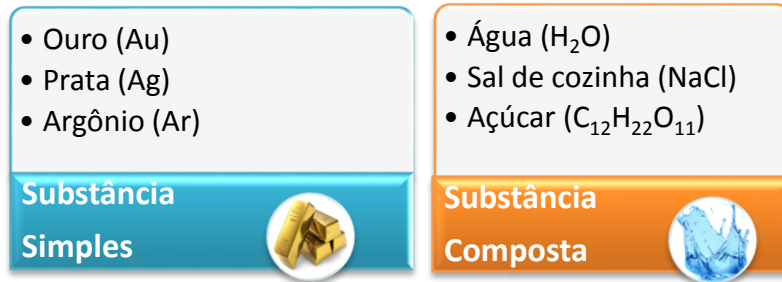 • Ouro (Au)
• Prata (Ag)
• Argônio (Ar)
Substância
Simples
• Água (H₂O)
• Sal de cozinha (NaCl)
• Açúcar (C₁₂H₂₂O₁₁)
Substância
Composta